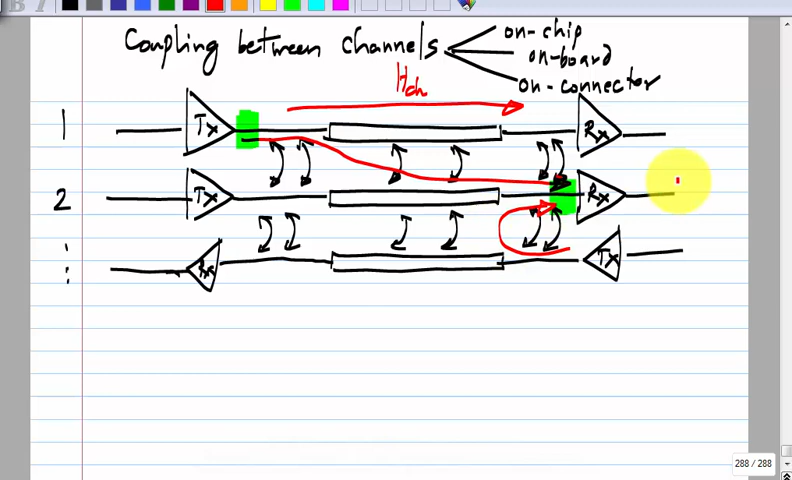 Coupling between channels
on-chip
on-board
on-connector
Hch
1 Tx Rx
2 Tx Rx
Rx Tx
288 / 288